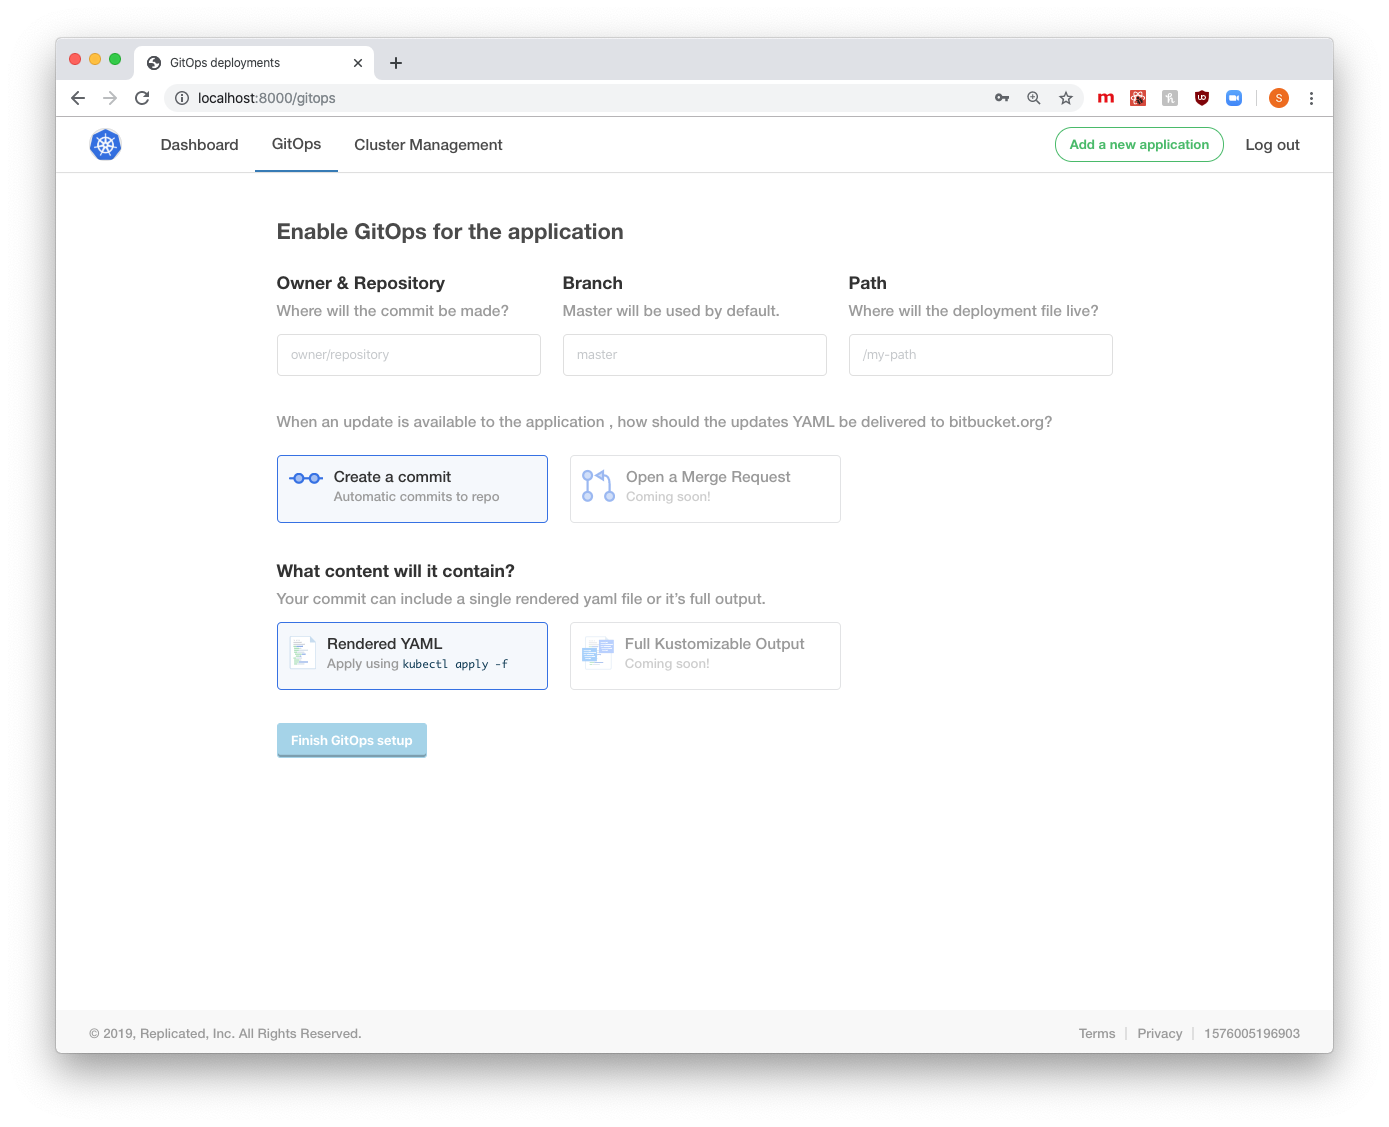 GitOps deployments
localhost:8000/gitops
m
S
Dashboard
GitOps
Cluster Management
Add a new application
Log out
Enable GitOps for the application
Owner & Repository
Branch
Path
Where will the commit be made?
Master will be used by default.
Where will the deployment file live?
owner/repository
master
/my-path
When an update is available to the application , how should the updates YAML be delivered to bitbucket.org?
Create a commit
Automatic commits to repo
Open a Merge Request
Coming soon!
What content will it contain?
Your commit can include a single rendered yaml file or it’s full output.
Rendered YAML
Apply using kubectl apply -f
Full Kustomizable Output
Coming soon!
Finish GitOps setup
© 2019, Replicated, Inc. All Rights Reserved.
Terms
Privacy
1576005196903